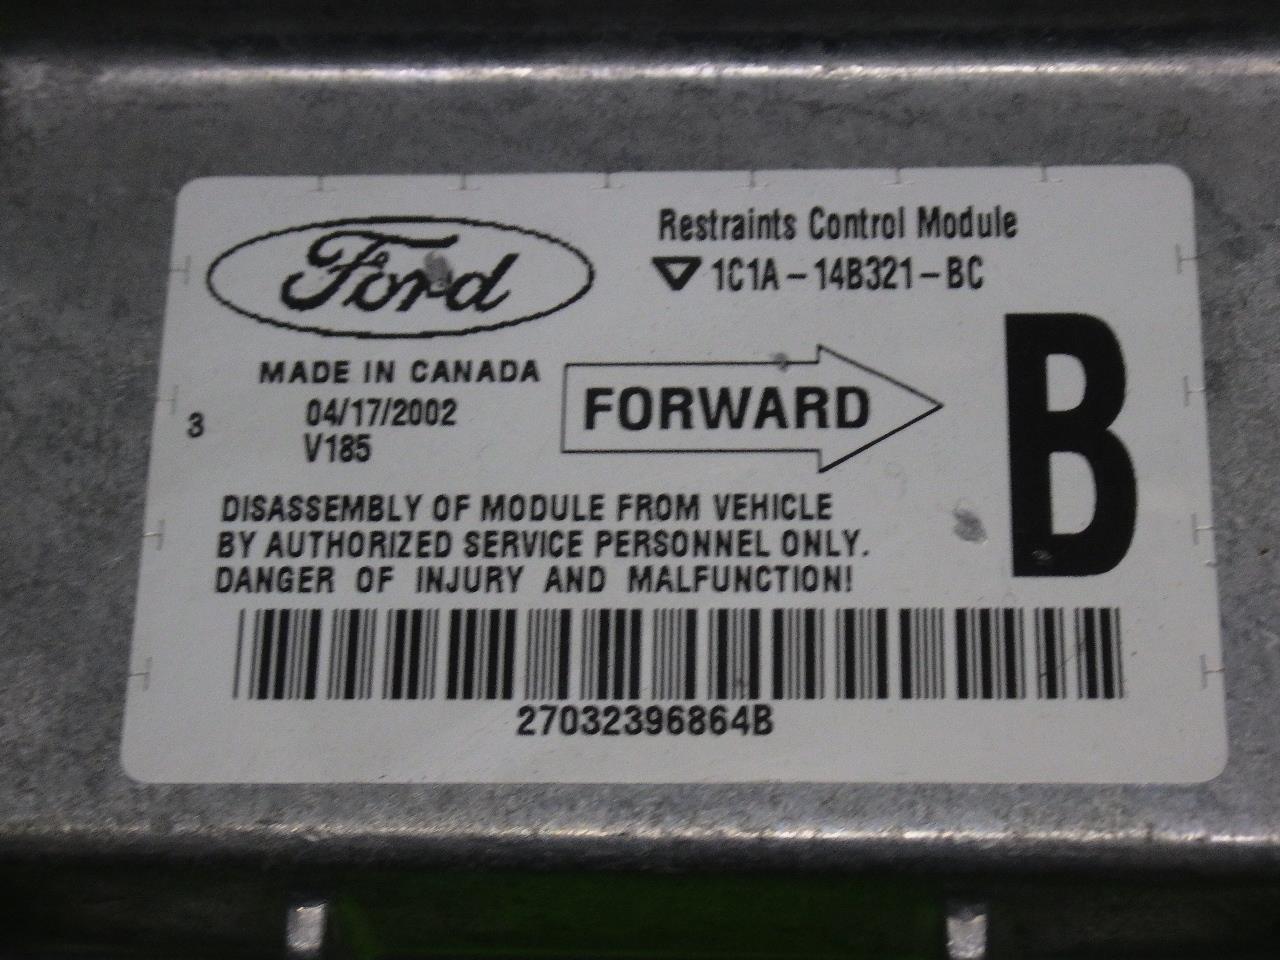 Ford
Restraints Control Module
1C1A-14B321-BC
MADE IN CANADA
04/17/2002
V185
3
FORWARD
B
DISASSEMBLY OF MODULE FROM VEHICLE
BY AUTHORIZED SERVICE PERSONNEL ONLY.
DANGER OF INJURY AND MALFUNCTION!
27032396864B